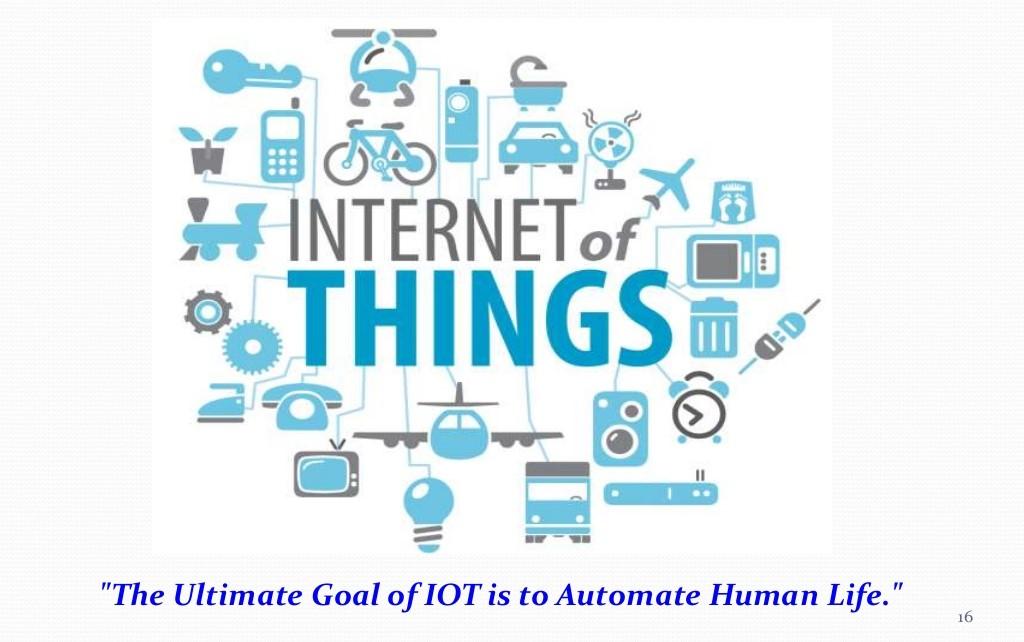 INTERNET of
THINGS
"The Ultimate Goal of IOT is to Automate Human Life."
16